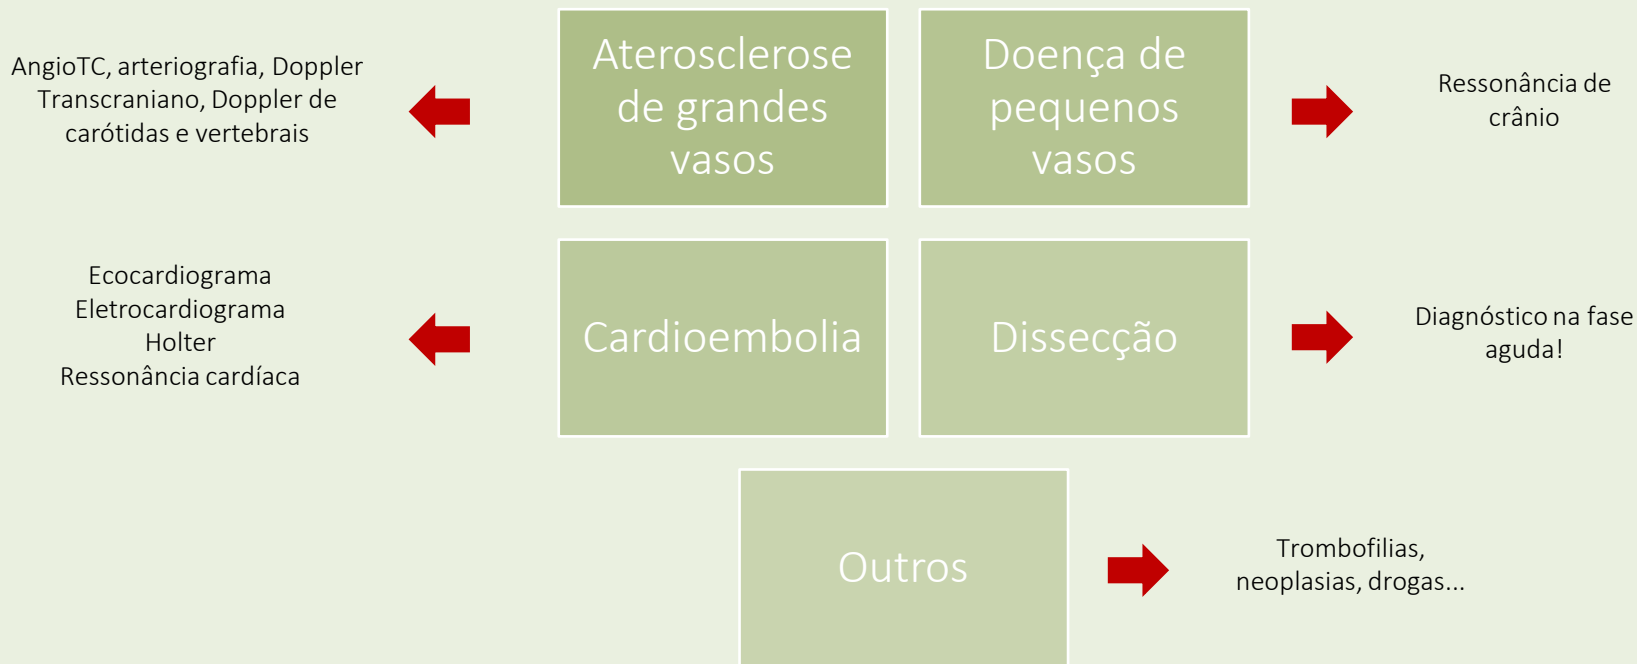 AngioTC, arteriografia, Doppler
Transcraniano, Doppler de
carótidas e vertebrais
Aterosclerose
de grandes
vasos
Doença de
pequenos
vasos
Ressonância de
crânio
Ecocardiograma
Eletrocardiograma
Holter
Ressonância cardíaca
Cardioembolia
Dissecção
Diagnóstico na fase
aguda!
Outros
Trombofilias,
neoplasias, drogas...